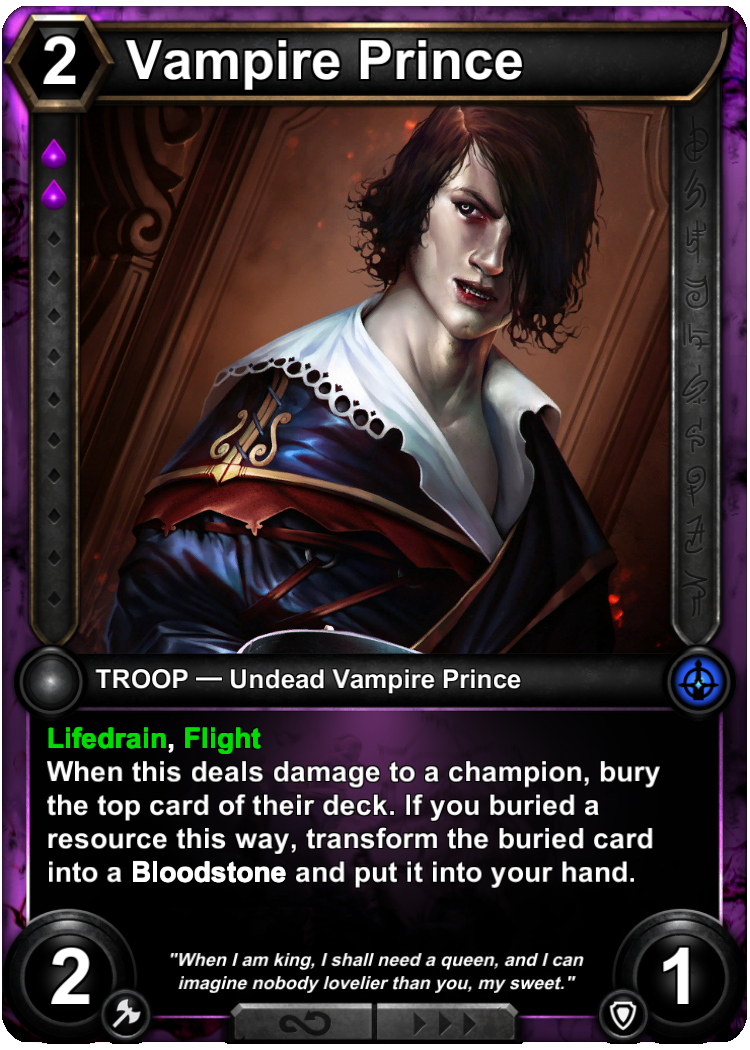 2 Vampire Prince
TROOP — Undead Vampire Prince
Lifedrain, Flight
When this deals damage to a champion, bury
the top card of their deck. If you buried a
resource this way, transform the buried card
into a Bloodstone and put it into your hand.
"When I am king, I shall need a queen, and I can
imagine nobody lovelier than you, my sweet."
2 1